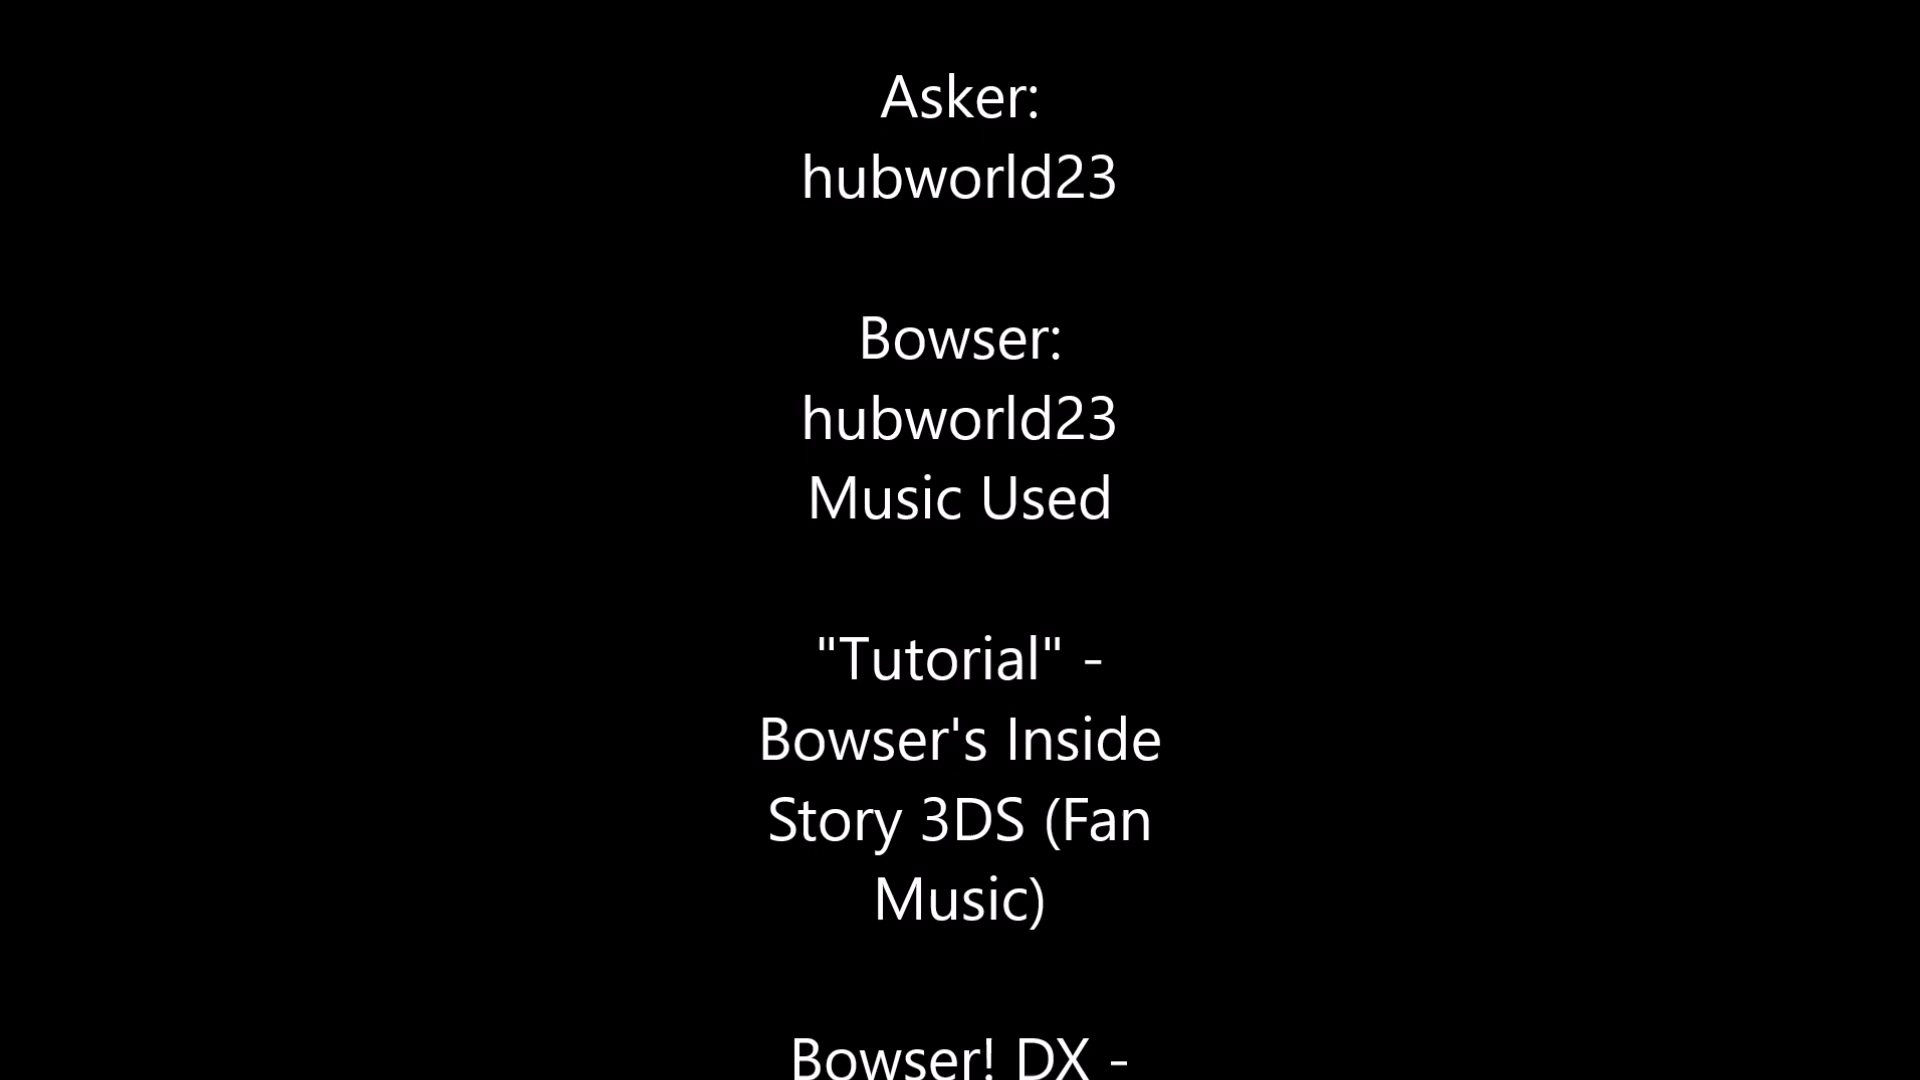 Asker:
hubworld23
Bowser:
hubworld23
Music Used
"Tutorial" -
Bowser's Inside
Story 3DS (Fan
Music)
Bowser! DX -